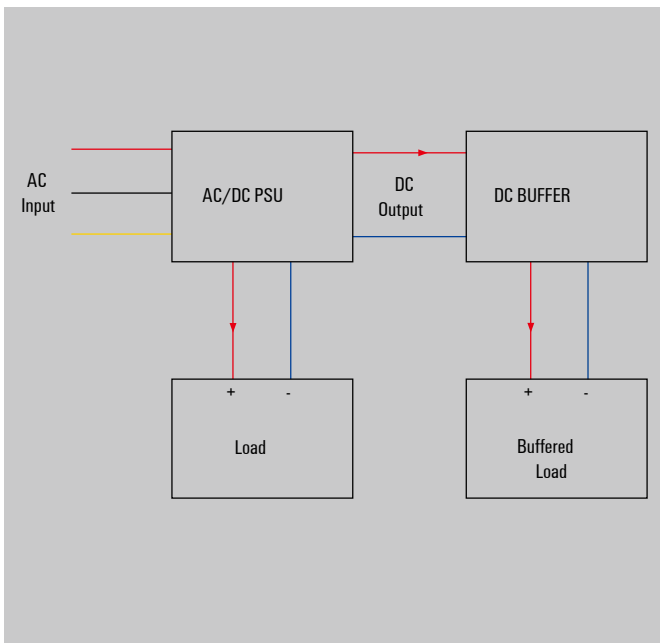 AC
Input
AC/DC PSU
DC
Output
DC BUFFER
+ -
Load
+ -
Buffered
Load